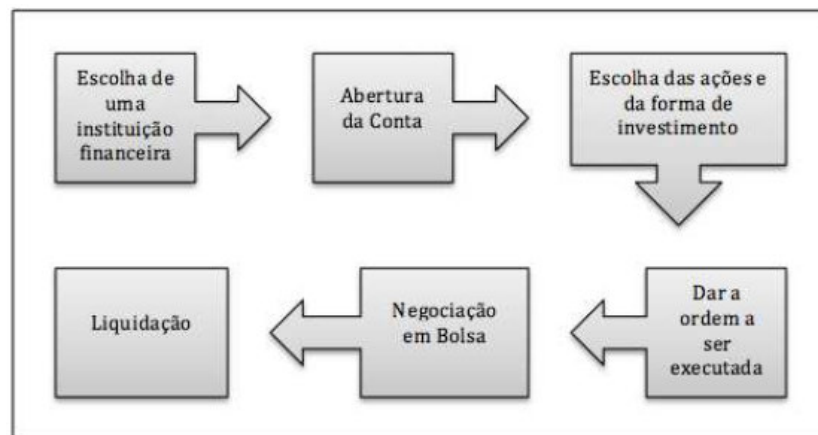 Escolha de
uma
instituição
financeira
Abertura
da Conta
Escolha das ações e
da forma de
investimento
Dar a
ordem a
ser
executada
Negociação
em Bolsa
Liquidação